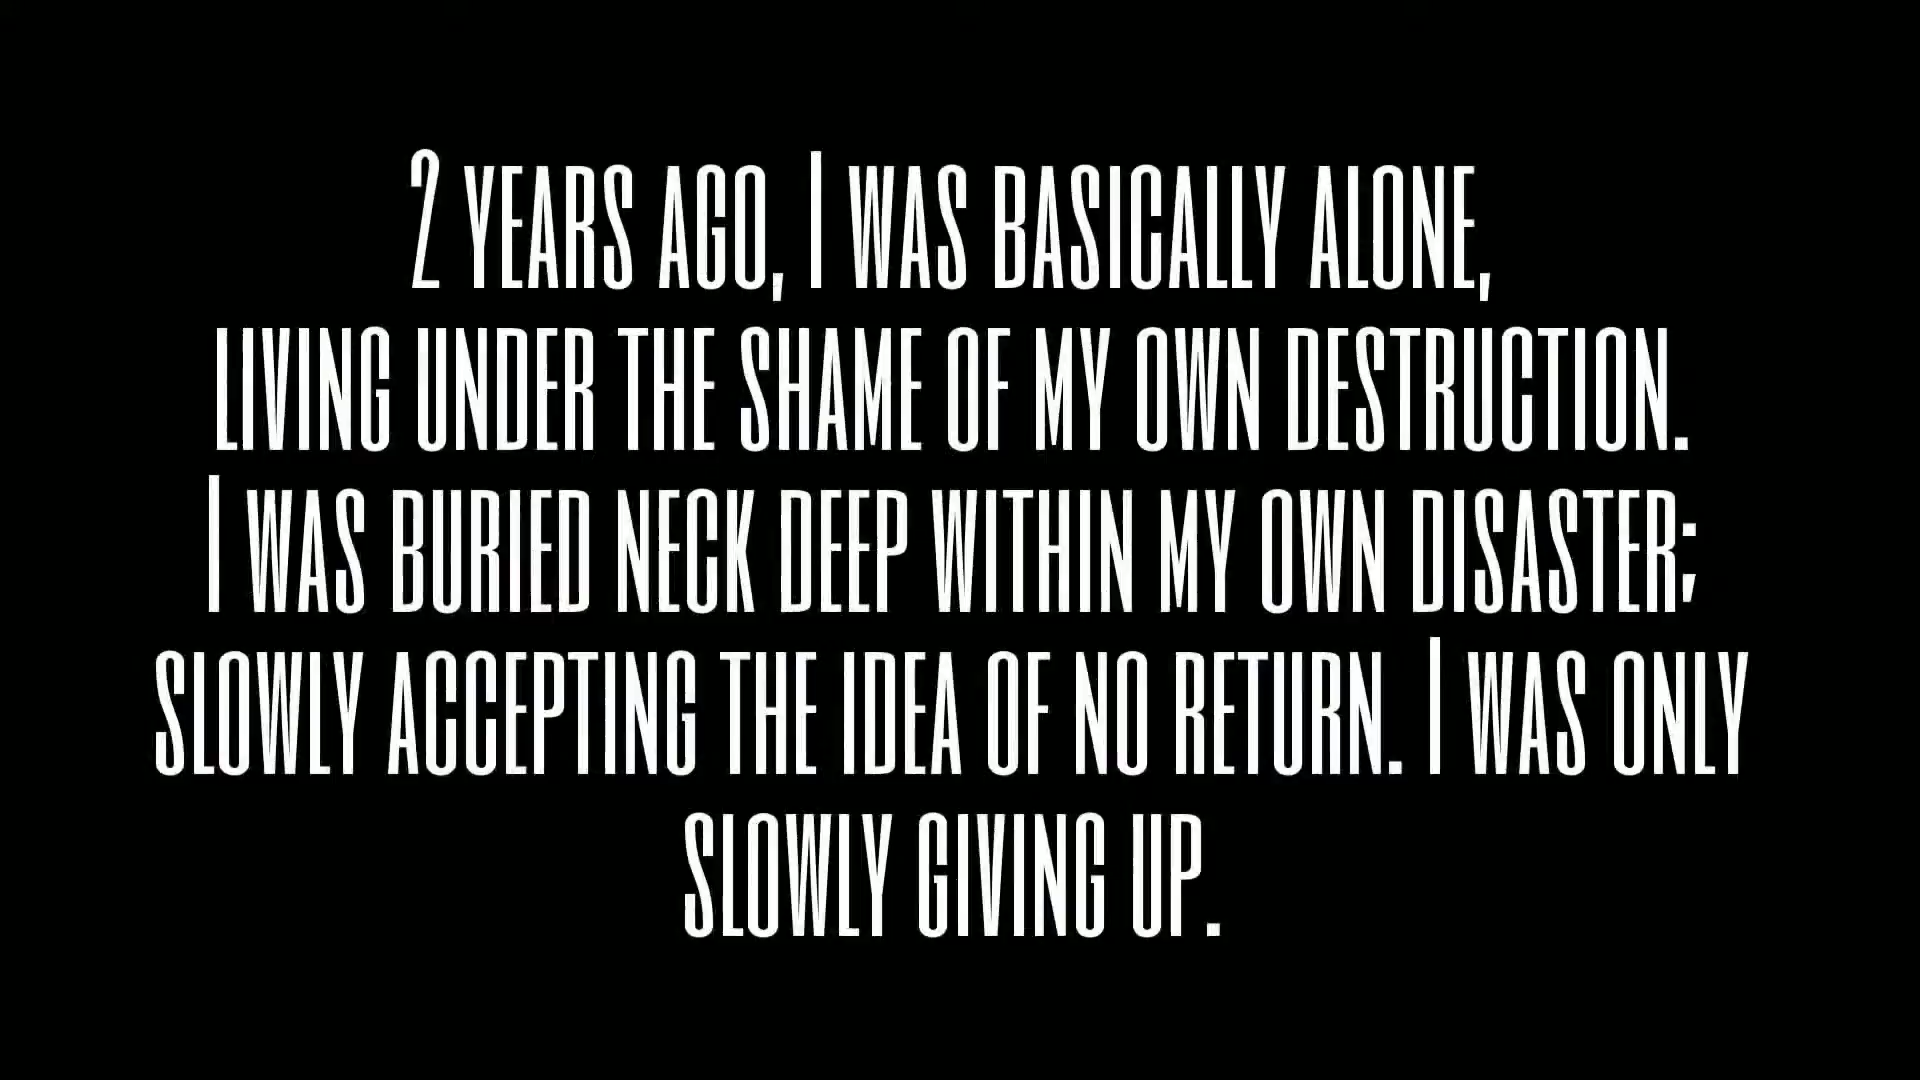 2 YEARS AGO, I WAS BASICALLY ALONE,
LIVING UNDER THE SHAME OF MY OWN DESTRUCTION.
I WAS BURIED NECK DEEP WITHIN MY OWN DISASTER;
SLOWLY ACCEPTING THE IDEA OF NO RETURN. I WAS ONLY
SLOWLY GIVING UP.